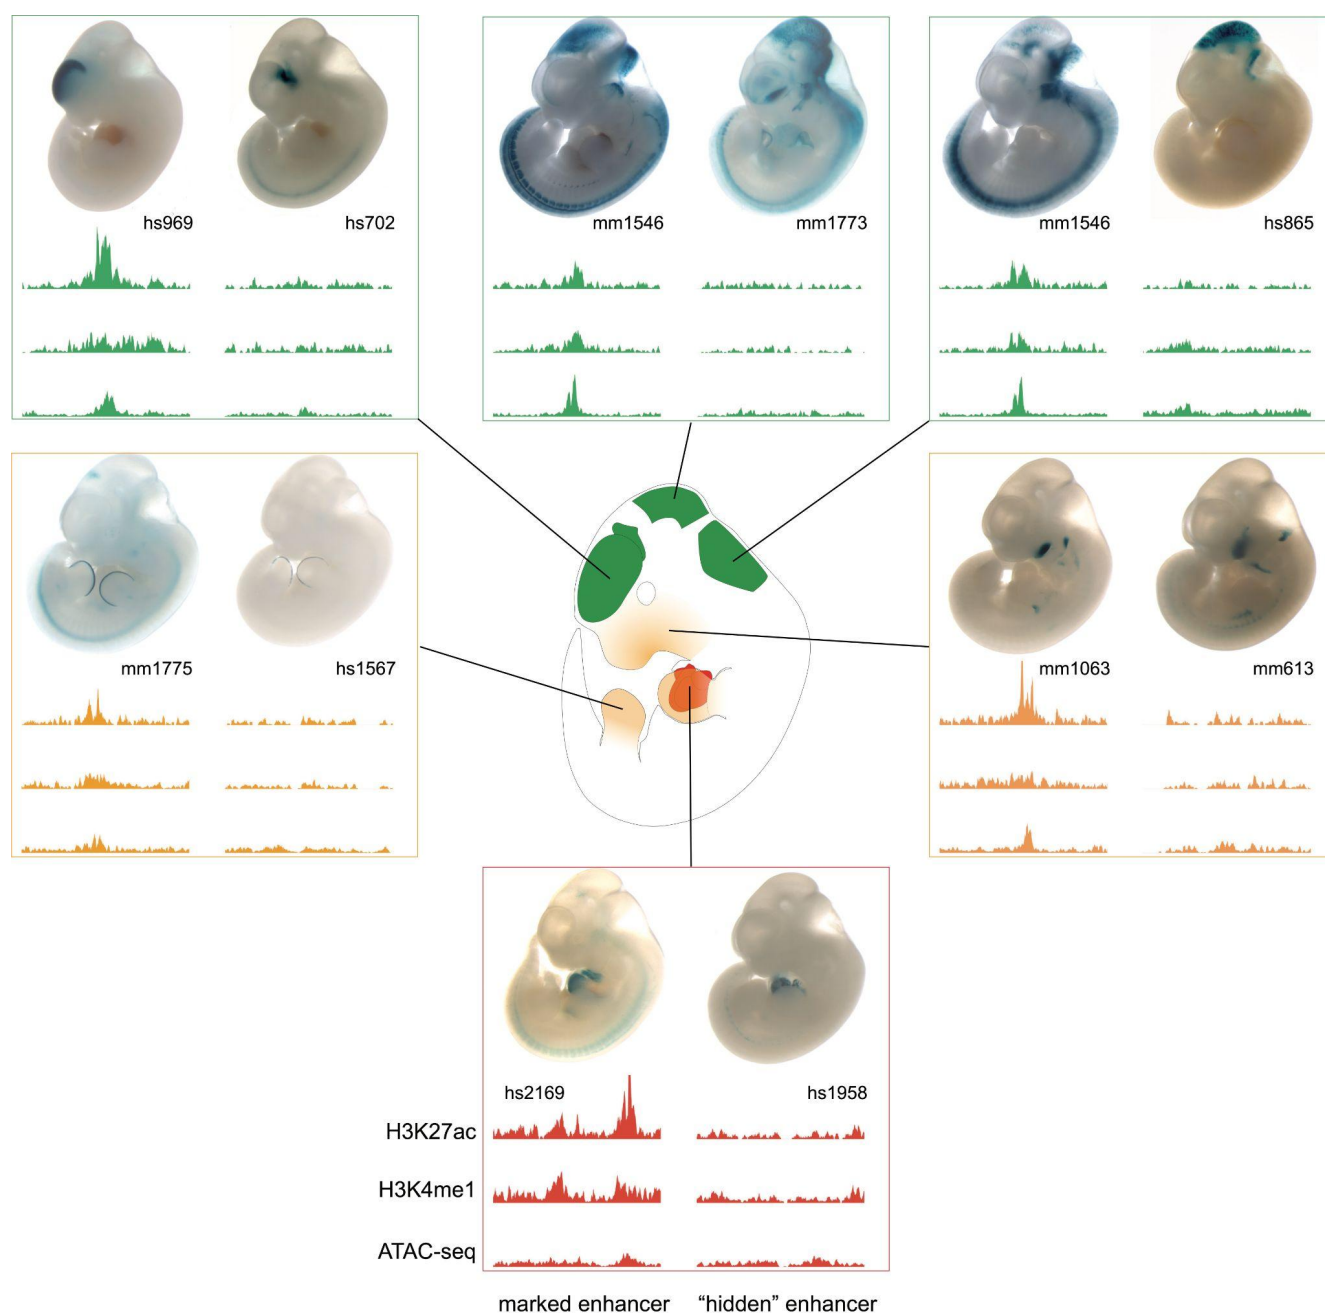 hs969 hs702
mm1546 mm1773
mm1546 hs865
mm1775 hs1567
mm1063 mm613
hs2169 hs1958
H3K27ac
H3K4me1
ATAC-seq
marked enhancer “hidden” enhancer